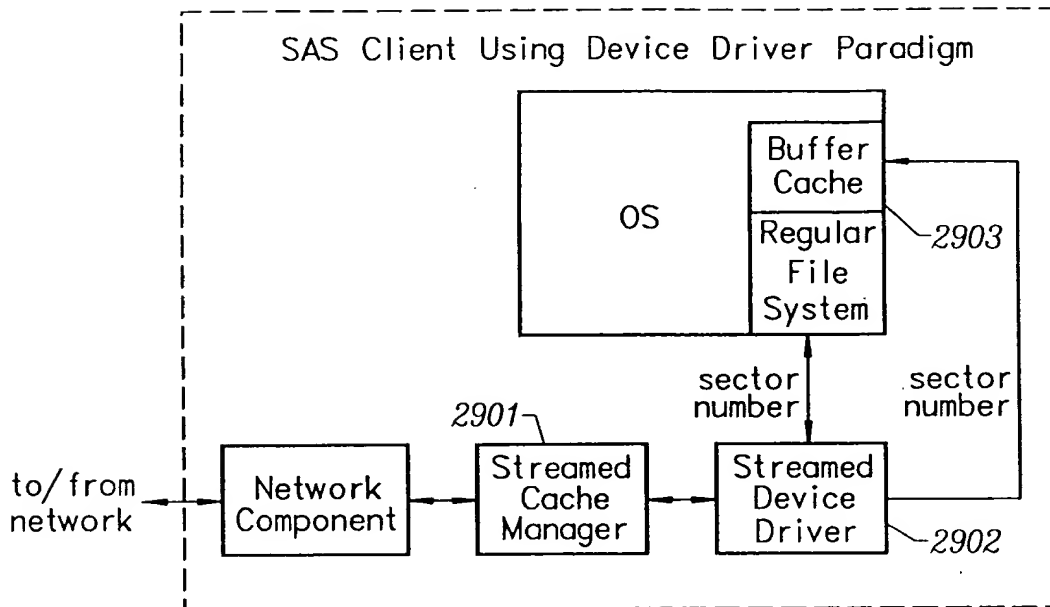 SAS Client Using Device Driver Paradigm
Buffer
Cache
OS
2903
Regular
File
System
sector
number
sector
number
2901
to/from
network
Network
Component
Streamed
Cache
Manager
Streamed
Device
Driver
2902